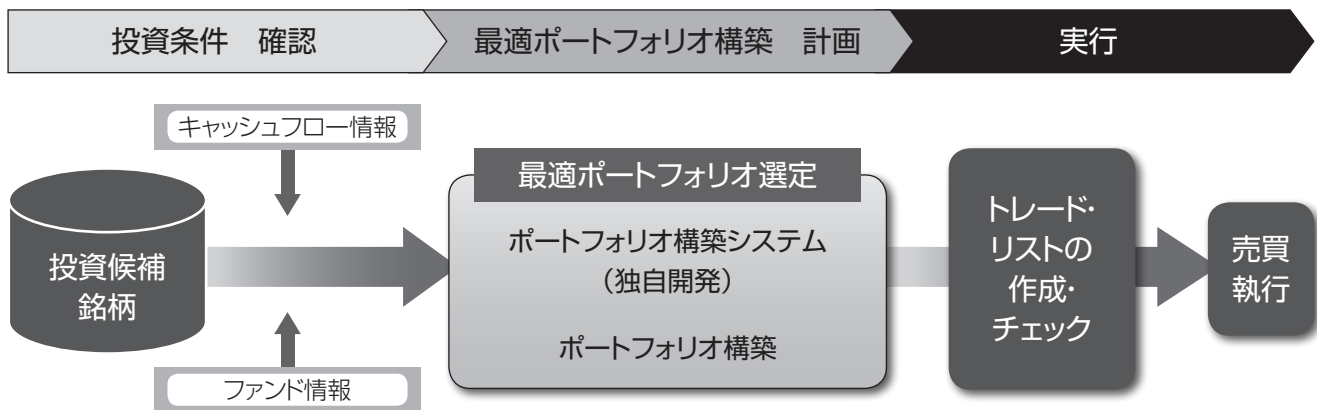 投資条件　確認
最適ポートフォリオ構築　計画
実行
キャッシュフロー情報
投資候補
銘柄
ファンド情報
最適ポートフォリオ選定
ポートフォリオ構築システム
（独自開発）
ポートフォリオ構築
トレード・
リストの
作成・
チェック
売買
執行